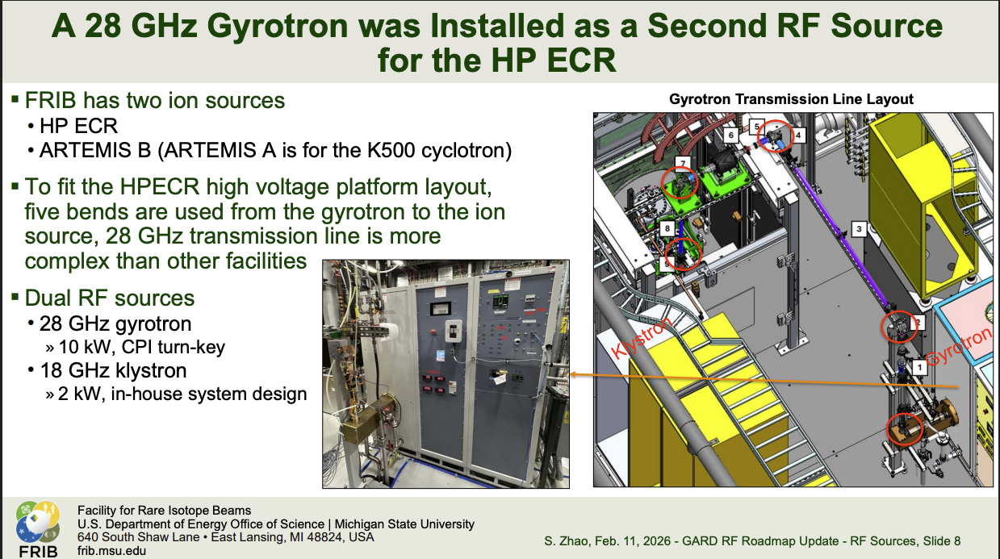 A 28 GHz Gyrotron was Installed as a Second RF Source
for the HP ECR
▪ FRIB has two ion sources
• HP ECR
• ARTEMIS B (ARTEMIS A is for the K500 cyclotron)
▪ To fit the HPECR high voltage platform layout,
five bends are used from the gyrotron to the ion
source, 28 GHz transmission line is more
complex than other facilities
▪ Dual RF sources
• 28 GHz gyrotron
» 10 kW, CPI turn-key
• 18 GHz klystron
» 2 kW, in-house system design
Gyrotron Transmission Line Layout
5
6
4
7
3
8
9
2
1
Klystron
Gyrotron
FRIB
Facility for Rare Isotope Beams
U.S. Department of Energy Office of Science | Michigan State University
640 South Shaw Lane • East Lansing, MI 48824, USA
frib.msu.edu
S. Zhao, Feb. 11, 2026 - GARD RF Roadmap Update - RF Sources, Slide 8